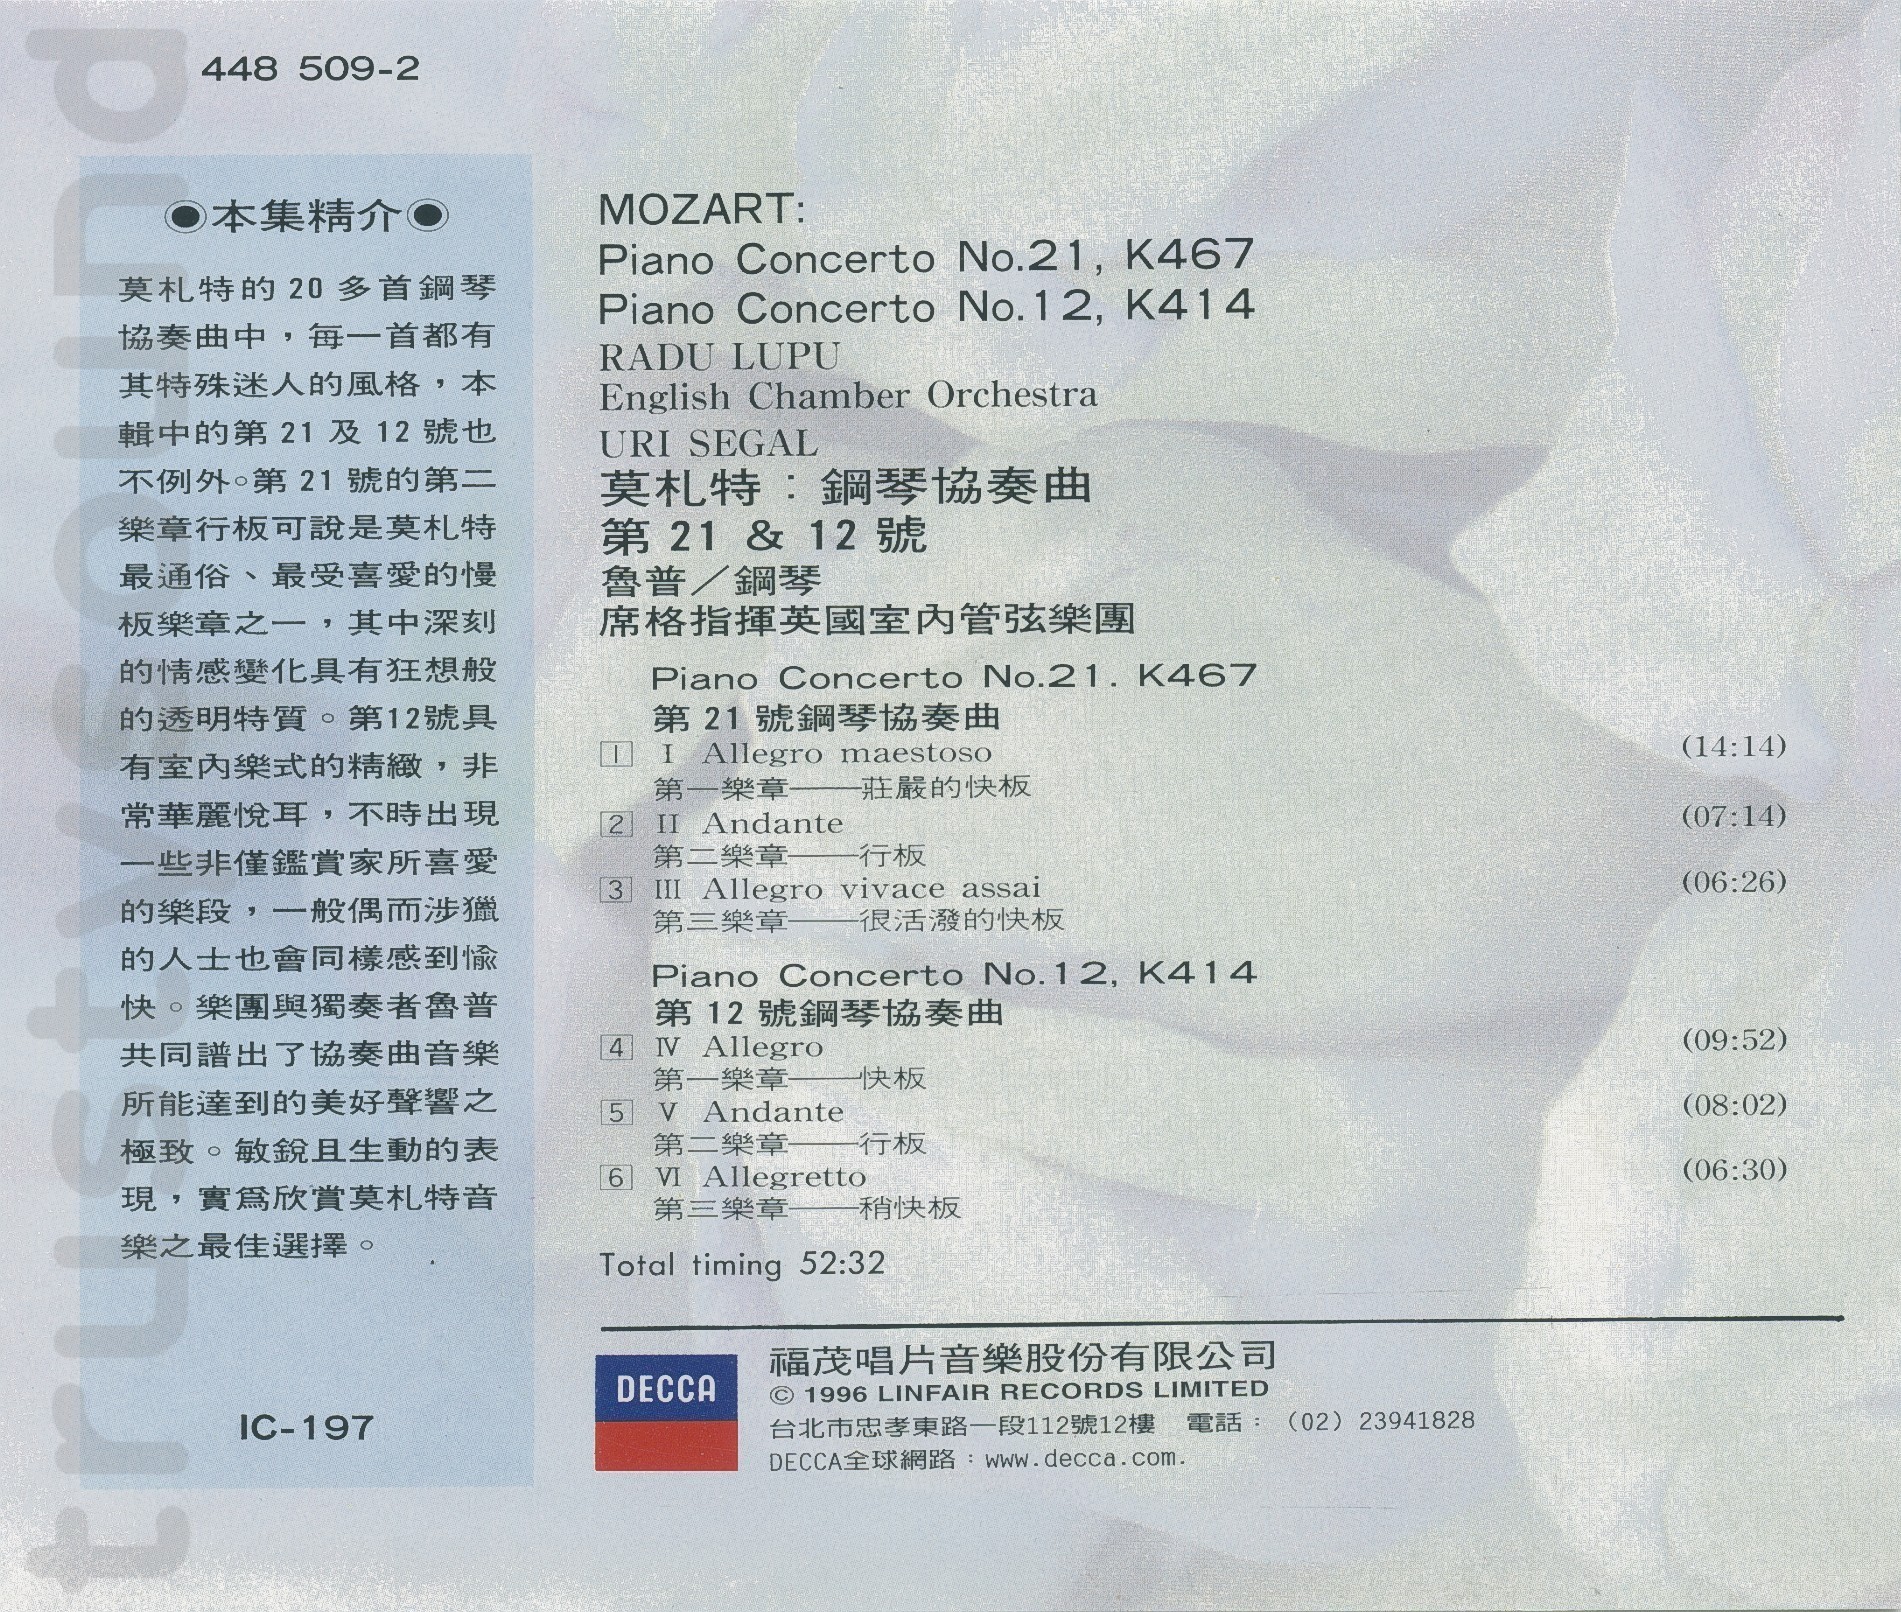 448 509-2
◉本集精介◉
莫札特的 20 多首鋼琴
協奏曲中，每一首都有
其特殊迷人的風格，本
輯中的第 21 及 12 號也
不例外。第 21 號的第二
樂章行板可說是莫札特
最通俗、最受喜愛的慢
板樂章之一，其中深刻
的情感變化具有狂想般
的透明特質。第12號具
有室內樂式的精緻，非
常華麗悅耳，不時出現
一些非僅鑑賞家所喜愛
的樂段，一般偶而涉獵
的人士也會同樣感到愉
快。樂團與獨奏者魯普
共同譜出了協奏曲音樂
所能達到的美好聲響之
極致。敏銳且生動的表
現，實為欣賞莫札特音
樂之最佳選擇。
IC-197
trustysound
MOZART:
Piano Concerto No.21, K467
Piano Concerto No.12, K414
RADU LUPU
English Chamber Orchestra
URI SEGAL
莫札特：鋼琴協奏曲
第 21 & 12 號
魯普／鋼琴
席格指揮英國室內管弦樂團
Piano Concerto No.21. K467
第 21 號鋼琴協奏曲
1 I Allegro maestoso (14:14)
第一樂章——莊嚴的快板
2 II Andante (07:14)
第二樂章——行板
3 III Allegro vivace assai (06:26)
第三樂章——很活潑的快板
Piano Concerto No.12, K414
第 12 號鋼琴協奏曲
4 IV Allegro (09:52)
第一樂章——快板
5 V Andante (08:02)
第二樂章——行板
6 VI Allegretto (06:30)
第三樂章——稍快板
Total timing 52:32
DECCA
福茂唱片音樂股份有限公司
© 1996 LINFAIR RECORDS LIMITED
台北市忠孝東路一段112號12樓　電話：（02）23941828
DECCA全球網路：www.decca.com.